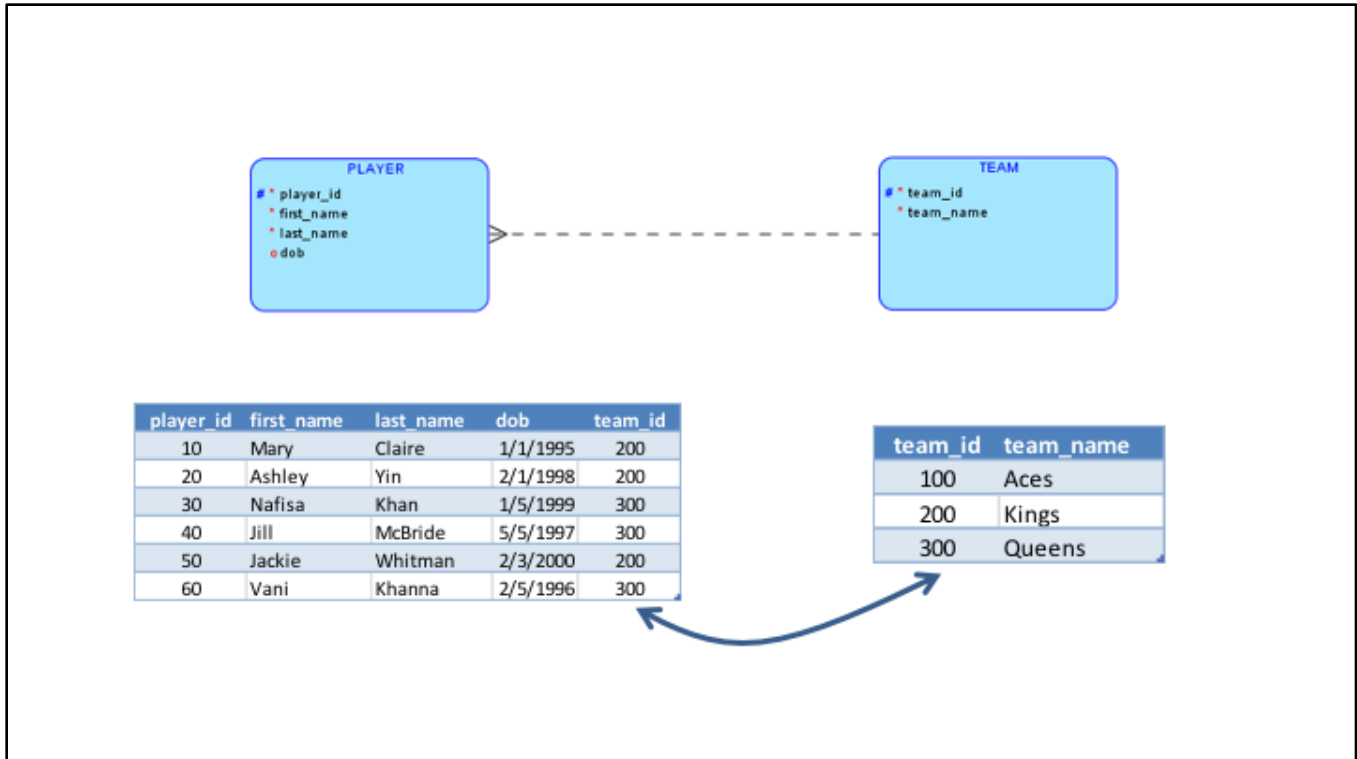 PLAYER
# * player_id
* first_name
* last_name
o dob
TEAM
# * team_id
* team_name
player_id first_name last_name dob team_id
10 Mary Claire 1/1/1995 200
20 Ashley Yin 2/1/1998 200
30 Nafisa Khan 1/5/1999 300
40 Jill McBride 5/5/1997 300
50 Jackie Whitman 2/3/2000 200
60 Vani Khanna 2/5/1996 300
team_id team_name
100 Aces
200 Kings
300 Queens